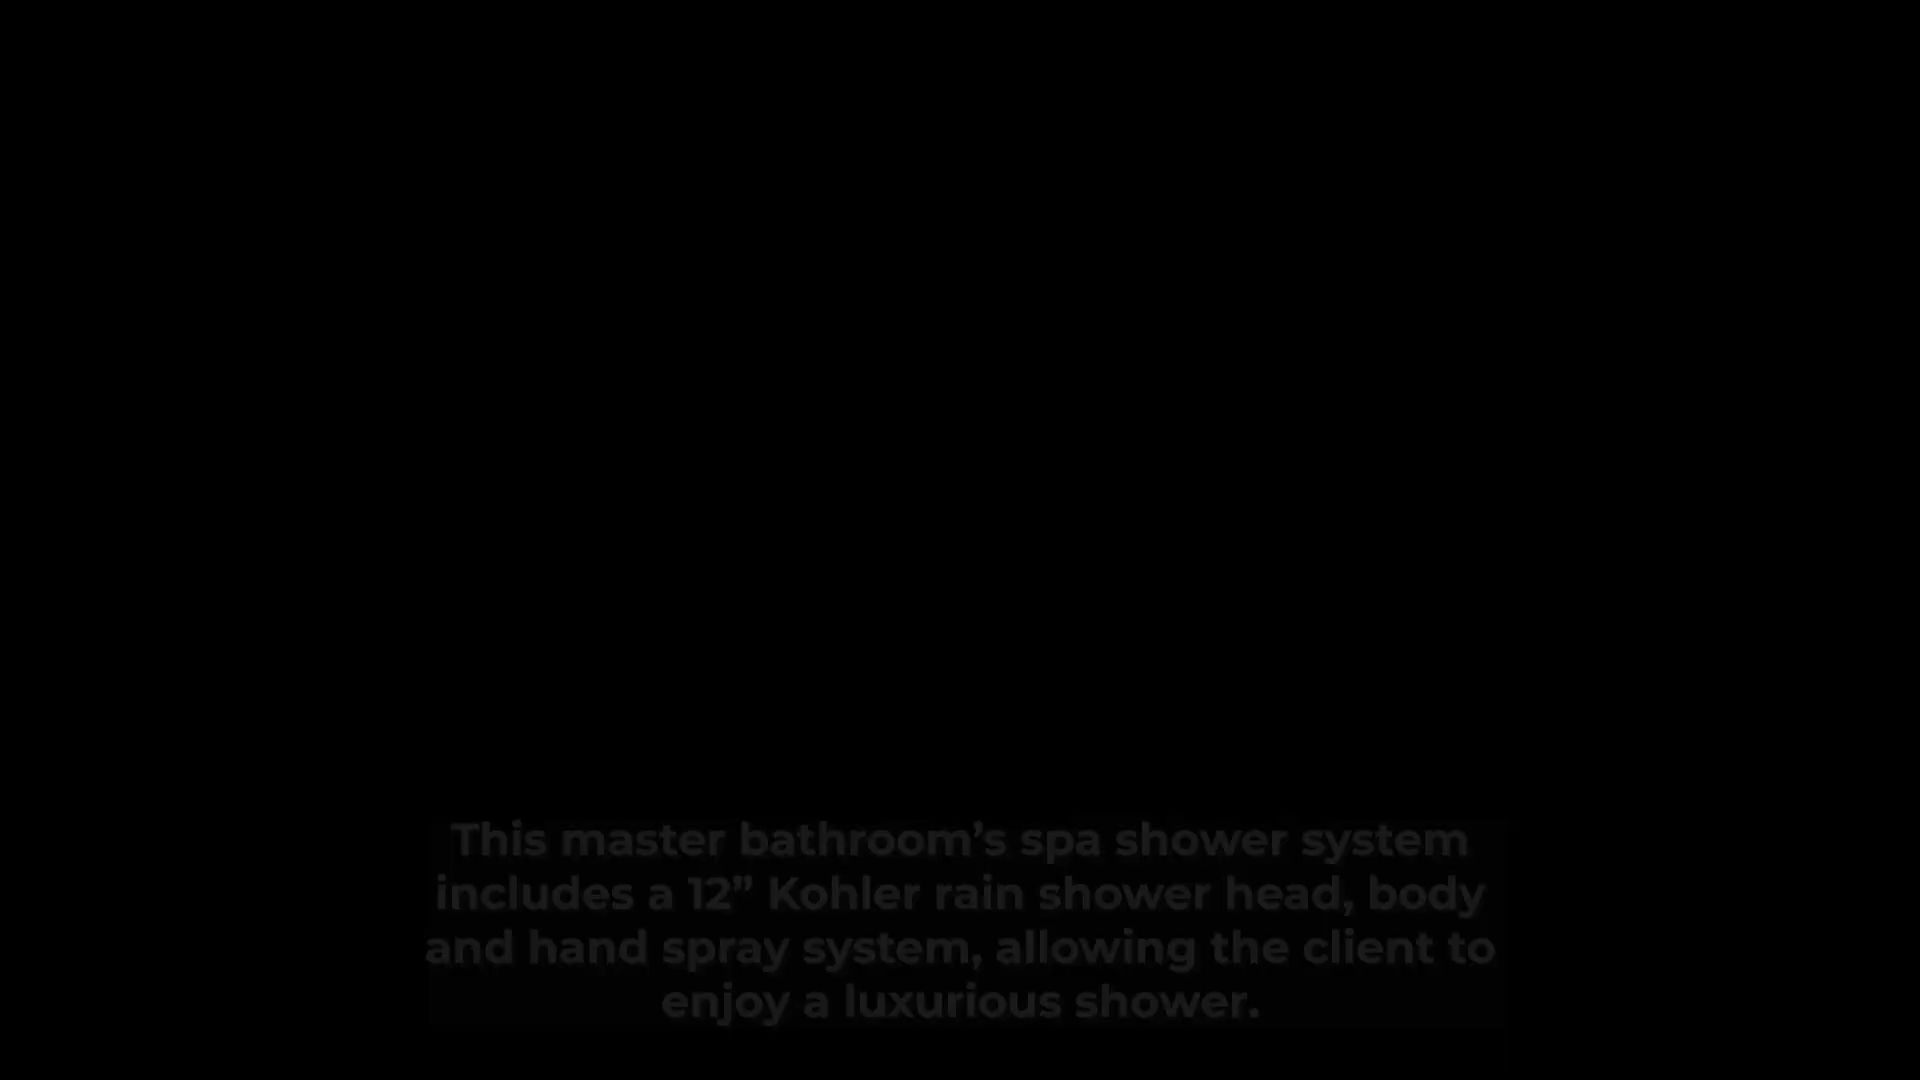 This master bathroom’s spa shower system
includes a 12” Kohler rain shower head, body
and hand spray system, allowing the client to
enjoy a luxurious shower.